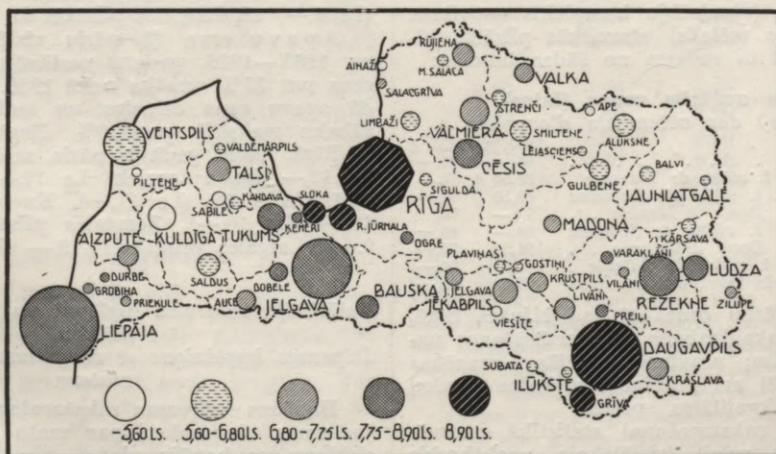 RŪJIENA
AINAŽI
M.SALACA
VALKA
SALACGRĪVA
STRENČI
APE
VENTSPILS
LIMBAŽI
VALMIERA
SMILTENE
ALŪKSNE
VALDEMĀRPILS
CĒSIS
LEJASCIEMS
PILTENE
TALSI
BALVI
GULBENE
SABILE
KANDAVA
SLOKA
RĪGA
SIGULDA
JAUNLATGALE
AIZPUTE
KULDĪGA
TUKUMS
ĶEMERI
R.JŪRMALA
MADONA
KĀRSAVA
OGRE
VARAKĻĀNI
DURBE
SALDUS
DOBELE
PĻAVIŅAS
GOSTIŅI
LUDZA
GROBIŅA
BAUSKA
JELGAVA
KRUSTPILS
VIĻĀNI
PRIEKULE
AUCE
JELGAVA
JĒKABPILS
LĪVĀNI
RĒZEKNE
ZILUPE
LIEPĀJA
VIESĪTE
PREIĻI
SUBATA
DAUGAVPILS
ILŪKSTE
KRĀSLAVA
GRĪVA
-5,60 LS. 5,60-6,80 LS. 6,80-7,75 LS. 7,75-8,90 LS. 8,90 LS.